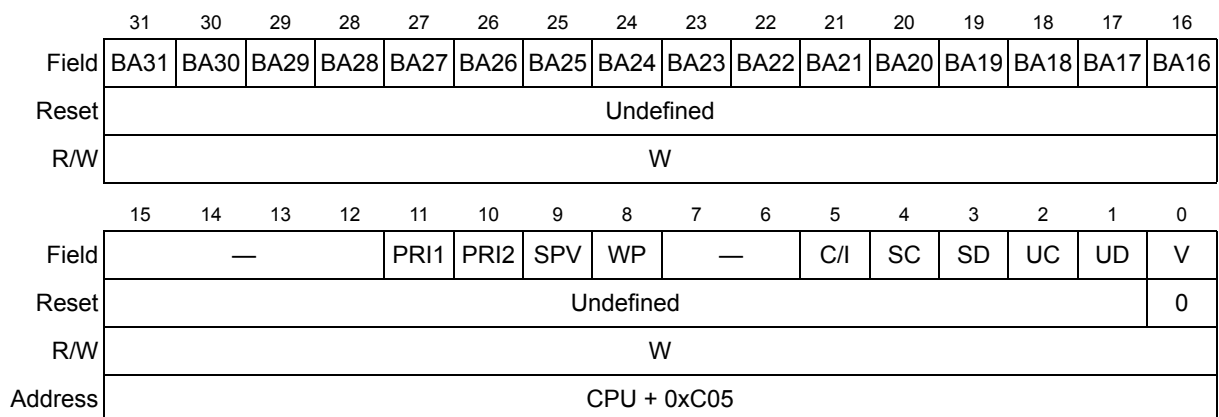 31 30 29 28 27 26 25 24 23 22 21 20 19 18 17 16
Field BA31 BA30 BA29 BA28 BA27 BA26 BA25 BA24 BA23 BA22 BA21 BA20 BA19 BA18 BA17 BA16
Reset Undefined
R/W W
15 14 13 12 11 10 9 8 7 6 5 4 3 2 1 0
Field — PRI1 PRI2 SPV WP — C/I SC SD UC UD V
Reset Undefined 0
R/W W
Address CPU + 0xC05